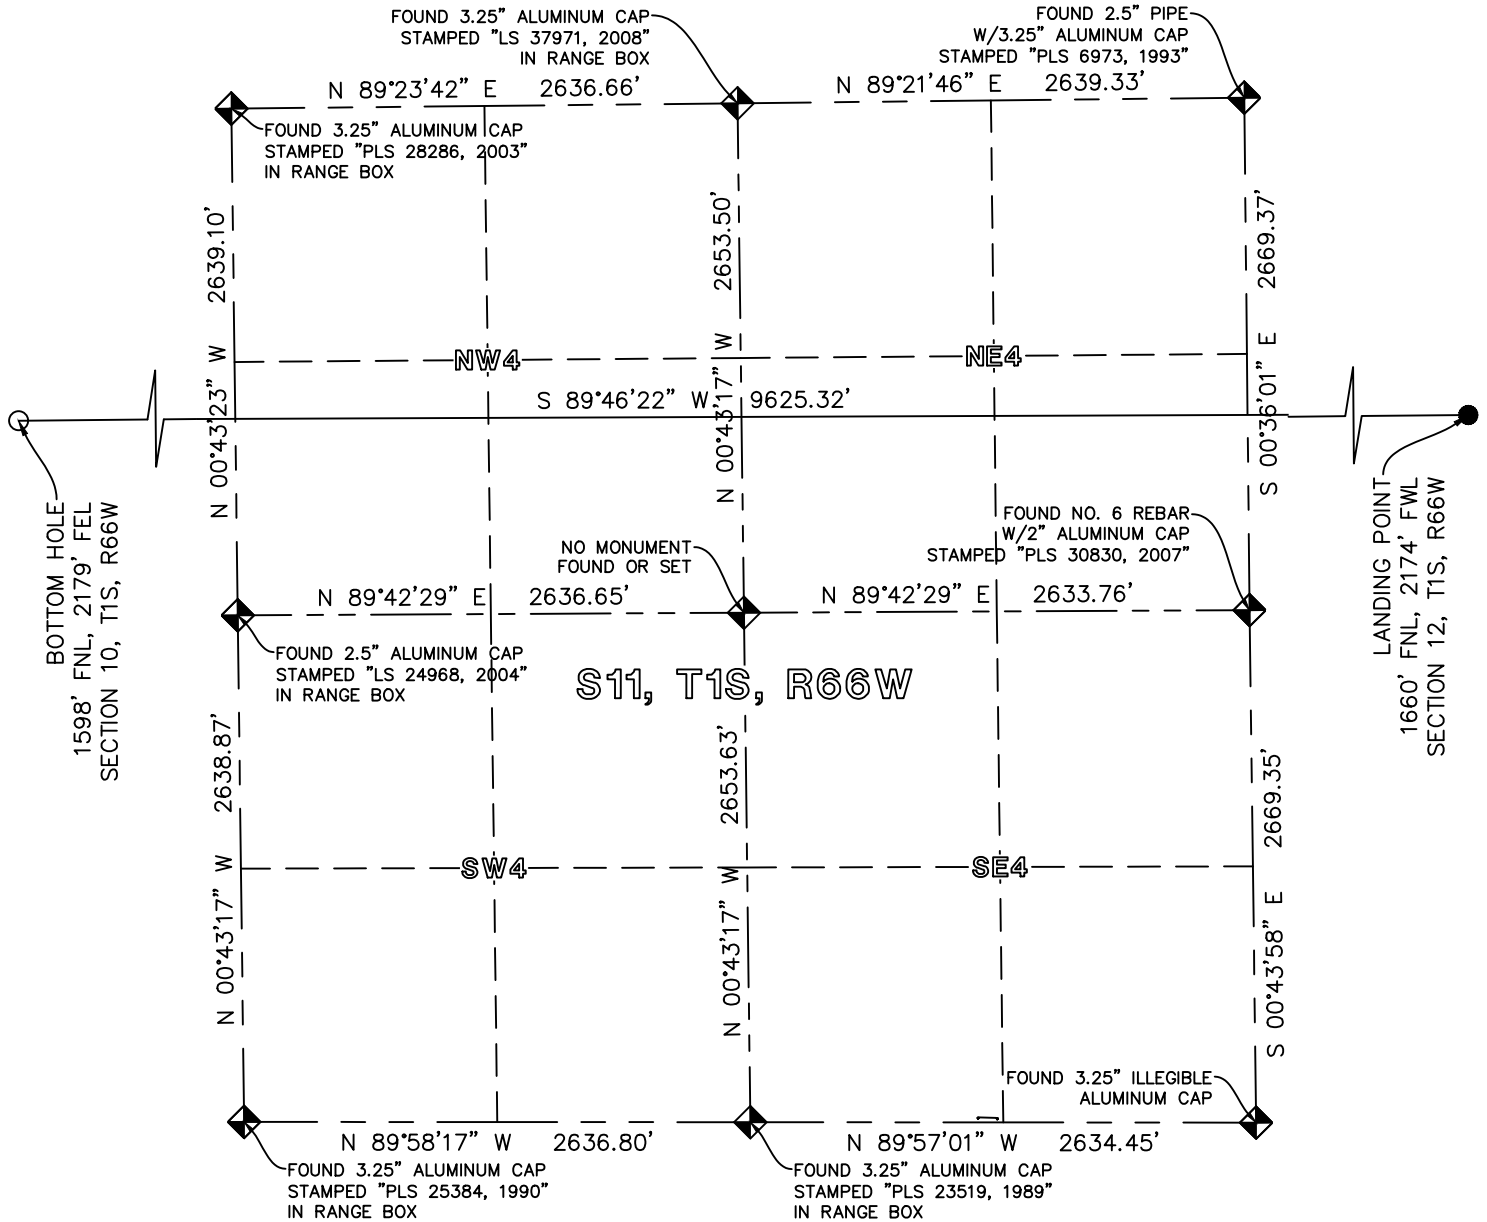 FOUND 3.25" ALUMINUM CAP
STAMPED "LS 37971, 2008"
IN RANGE BOX
FOUND 2.5" PIPE
W/3.25" ALUMINUM CAP
STAMPED "PLS 6973, 1993"
N 89°23'42" E 2636.66'
N 89°21'46" E 2639.33'
FOUND 3.25" ALUMINUM CAP
STAMPED "PLS 28286, 2003"
IN RANGE BOX
N 00°43'23" W 2639.10'
N 00°43'17" W 2653.50'
S 00°36'01" E 2669.37'
NW4
NE4
S 89°46'22" W 9625.32'
BOTTOM HOLE
1598' FNL, 2179' FEL
SECTION 10, T1S, R66W
LANDING POINT
1660' FNL, 2174' FWL
SECTION 12, T1S, R66W
NO MONUMENT
FOUND OR SET
FOUND NO. 6 REBAR
W/2" ALUMINUM CAP
STAMPED "PLS 30830, 2007"
N 89°42'29" E 2636.65'
N 89°42'29" E 2633.76'
FOUND 2.5" ALUMINUM CAP
STAMPED "LS 24968, 2004"
IN RANGE BOX
S11, T1S, R66W
N 00°43'17" W 2638.87'
N 00°43'17" W 2653.63'
S 00°43'58" E 2669.35'
SW4
SE4
FOUND 3.25" ILLEGIBLE
ALUMINUM CAP
N 89°58'17" W 2636.80'
N 89°57'01" W 2634.45'
FOUND 3.25" ALUMINUM CAP
STAMPED "PLS 25384, 1990"
IN RANGE BOX
FOUND 3.25" ALUMINUM CAP
STAMPED "PLS 23519, 1989"
IN RANGE BOX